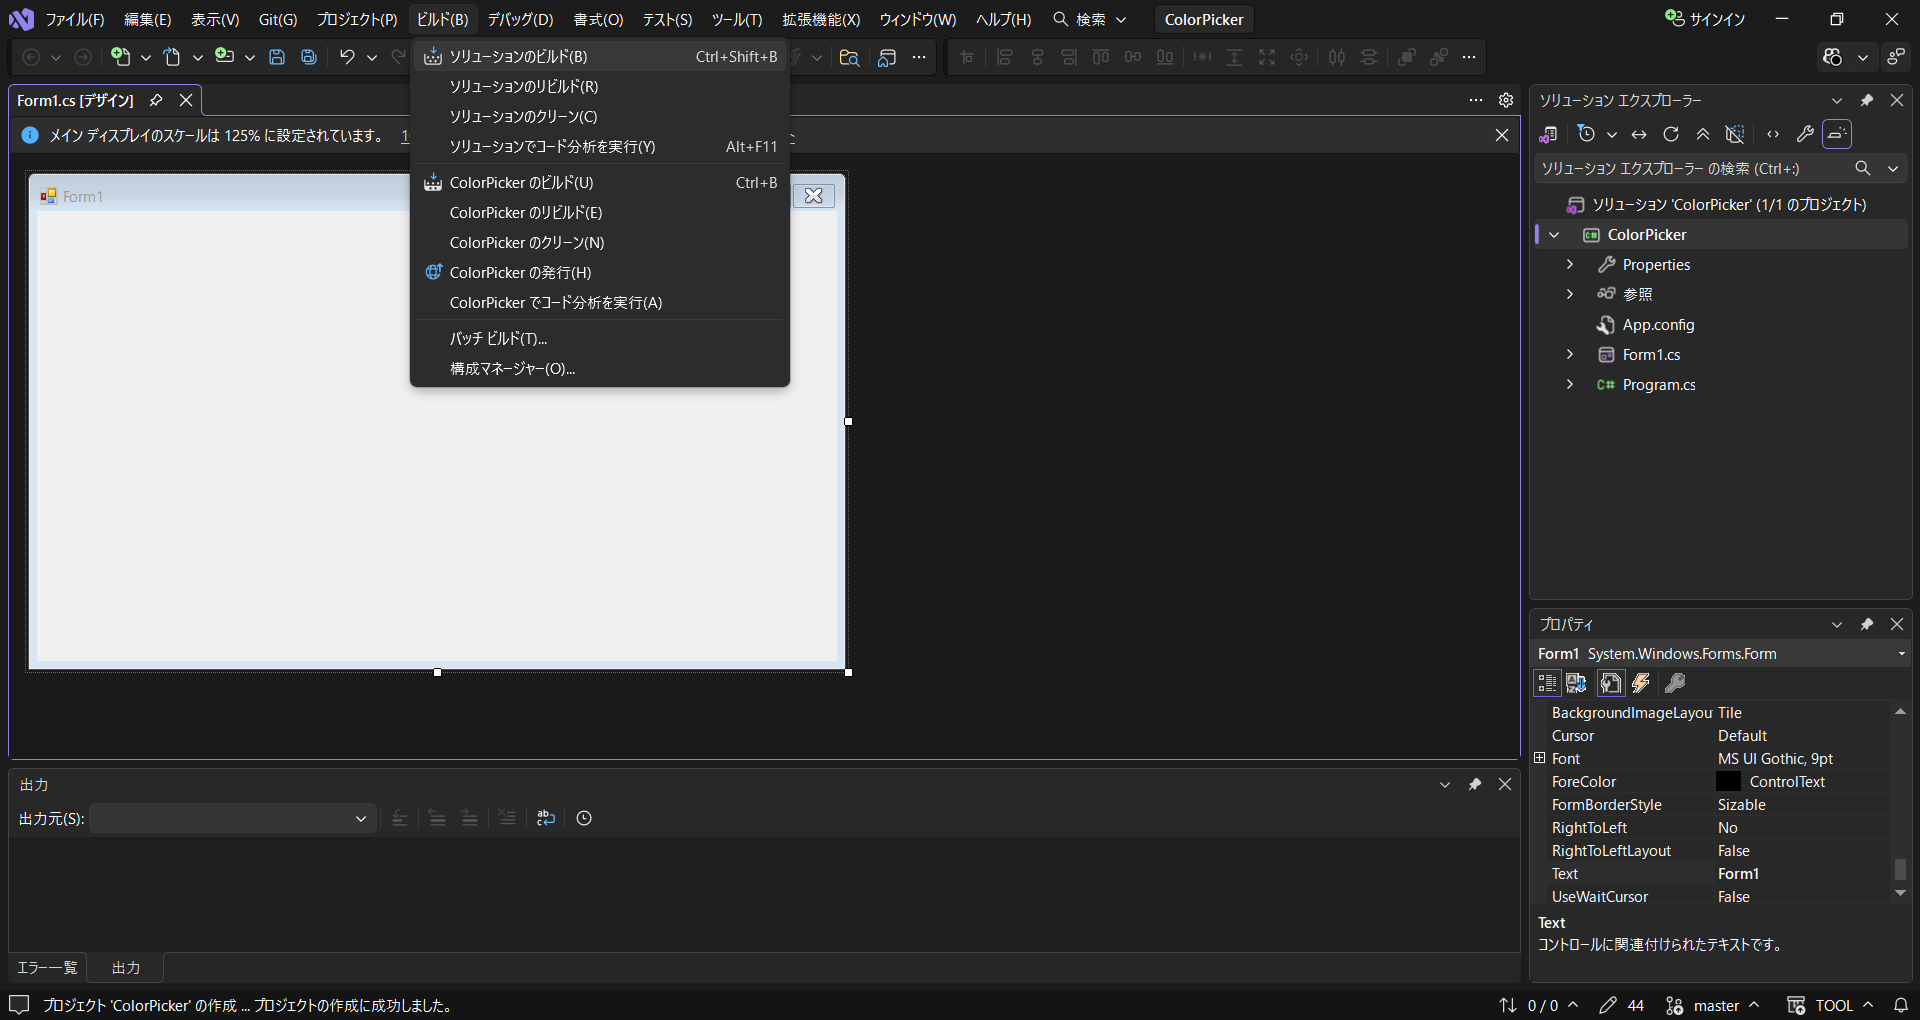 ファイル(F) 編集(E) 表示(V) Git(G) プロジェクト(P) ビルド(B) デバッグ(D) 書式(O) テスト(S) ツール(T) 拡張機能(X) ウィンドウ(W) ヘルプ(H) 検索 ColorPicker サインイン
Form1.cs [デザイン]
メイン ディスプレイのスケールは 125% に設定されています。
Form1
ソリューションのビルド(B) Ctrl+Shift+B
ソリューションのリビルド(R)
ソリューションのクリーン(C)
ソリューションでコード分析を実行(Y) Alt+F11
ColorPicker のビルド(U) Ctrl+B
ColorPicker のリビルド(E)
ColorPicker のクリーン(N)
ColorPicker の発行(H)
ColorPicker でコード分析を実行(A)
バッチ ビルド(T)...
構成マネージャー(O)...
ソリューション エクスプローラー
ソリューション エクスプローラー の検索 (Ctrl+:)
ソリューション 'ColorPicker' (1/1 のプロジェクト)
ColorPicker
Properties
参照
App.config
Form1.cs
Program.cs
プロパティ
Form1 System.Windows.Forms.Form
BackgroundImageLayou Tile
Cursor Default
Font MS UI Gothic, 9pt
ForeColor ControlText
FormBorderStyle Sizable
RightToLeft No
RightToLeftLayout False
Text Form1
UseWaitCursor False
Text
コントロールに関連付けられたテキストです。
出力
出力元(S):
エラー一覧 出力
プロジェクト 'ColorPicker' の作成 ... プロジェクトの作成に成功しました。 0 / 0 44 master TOOL